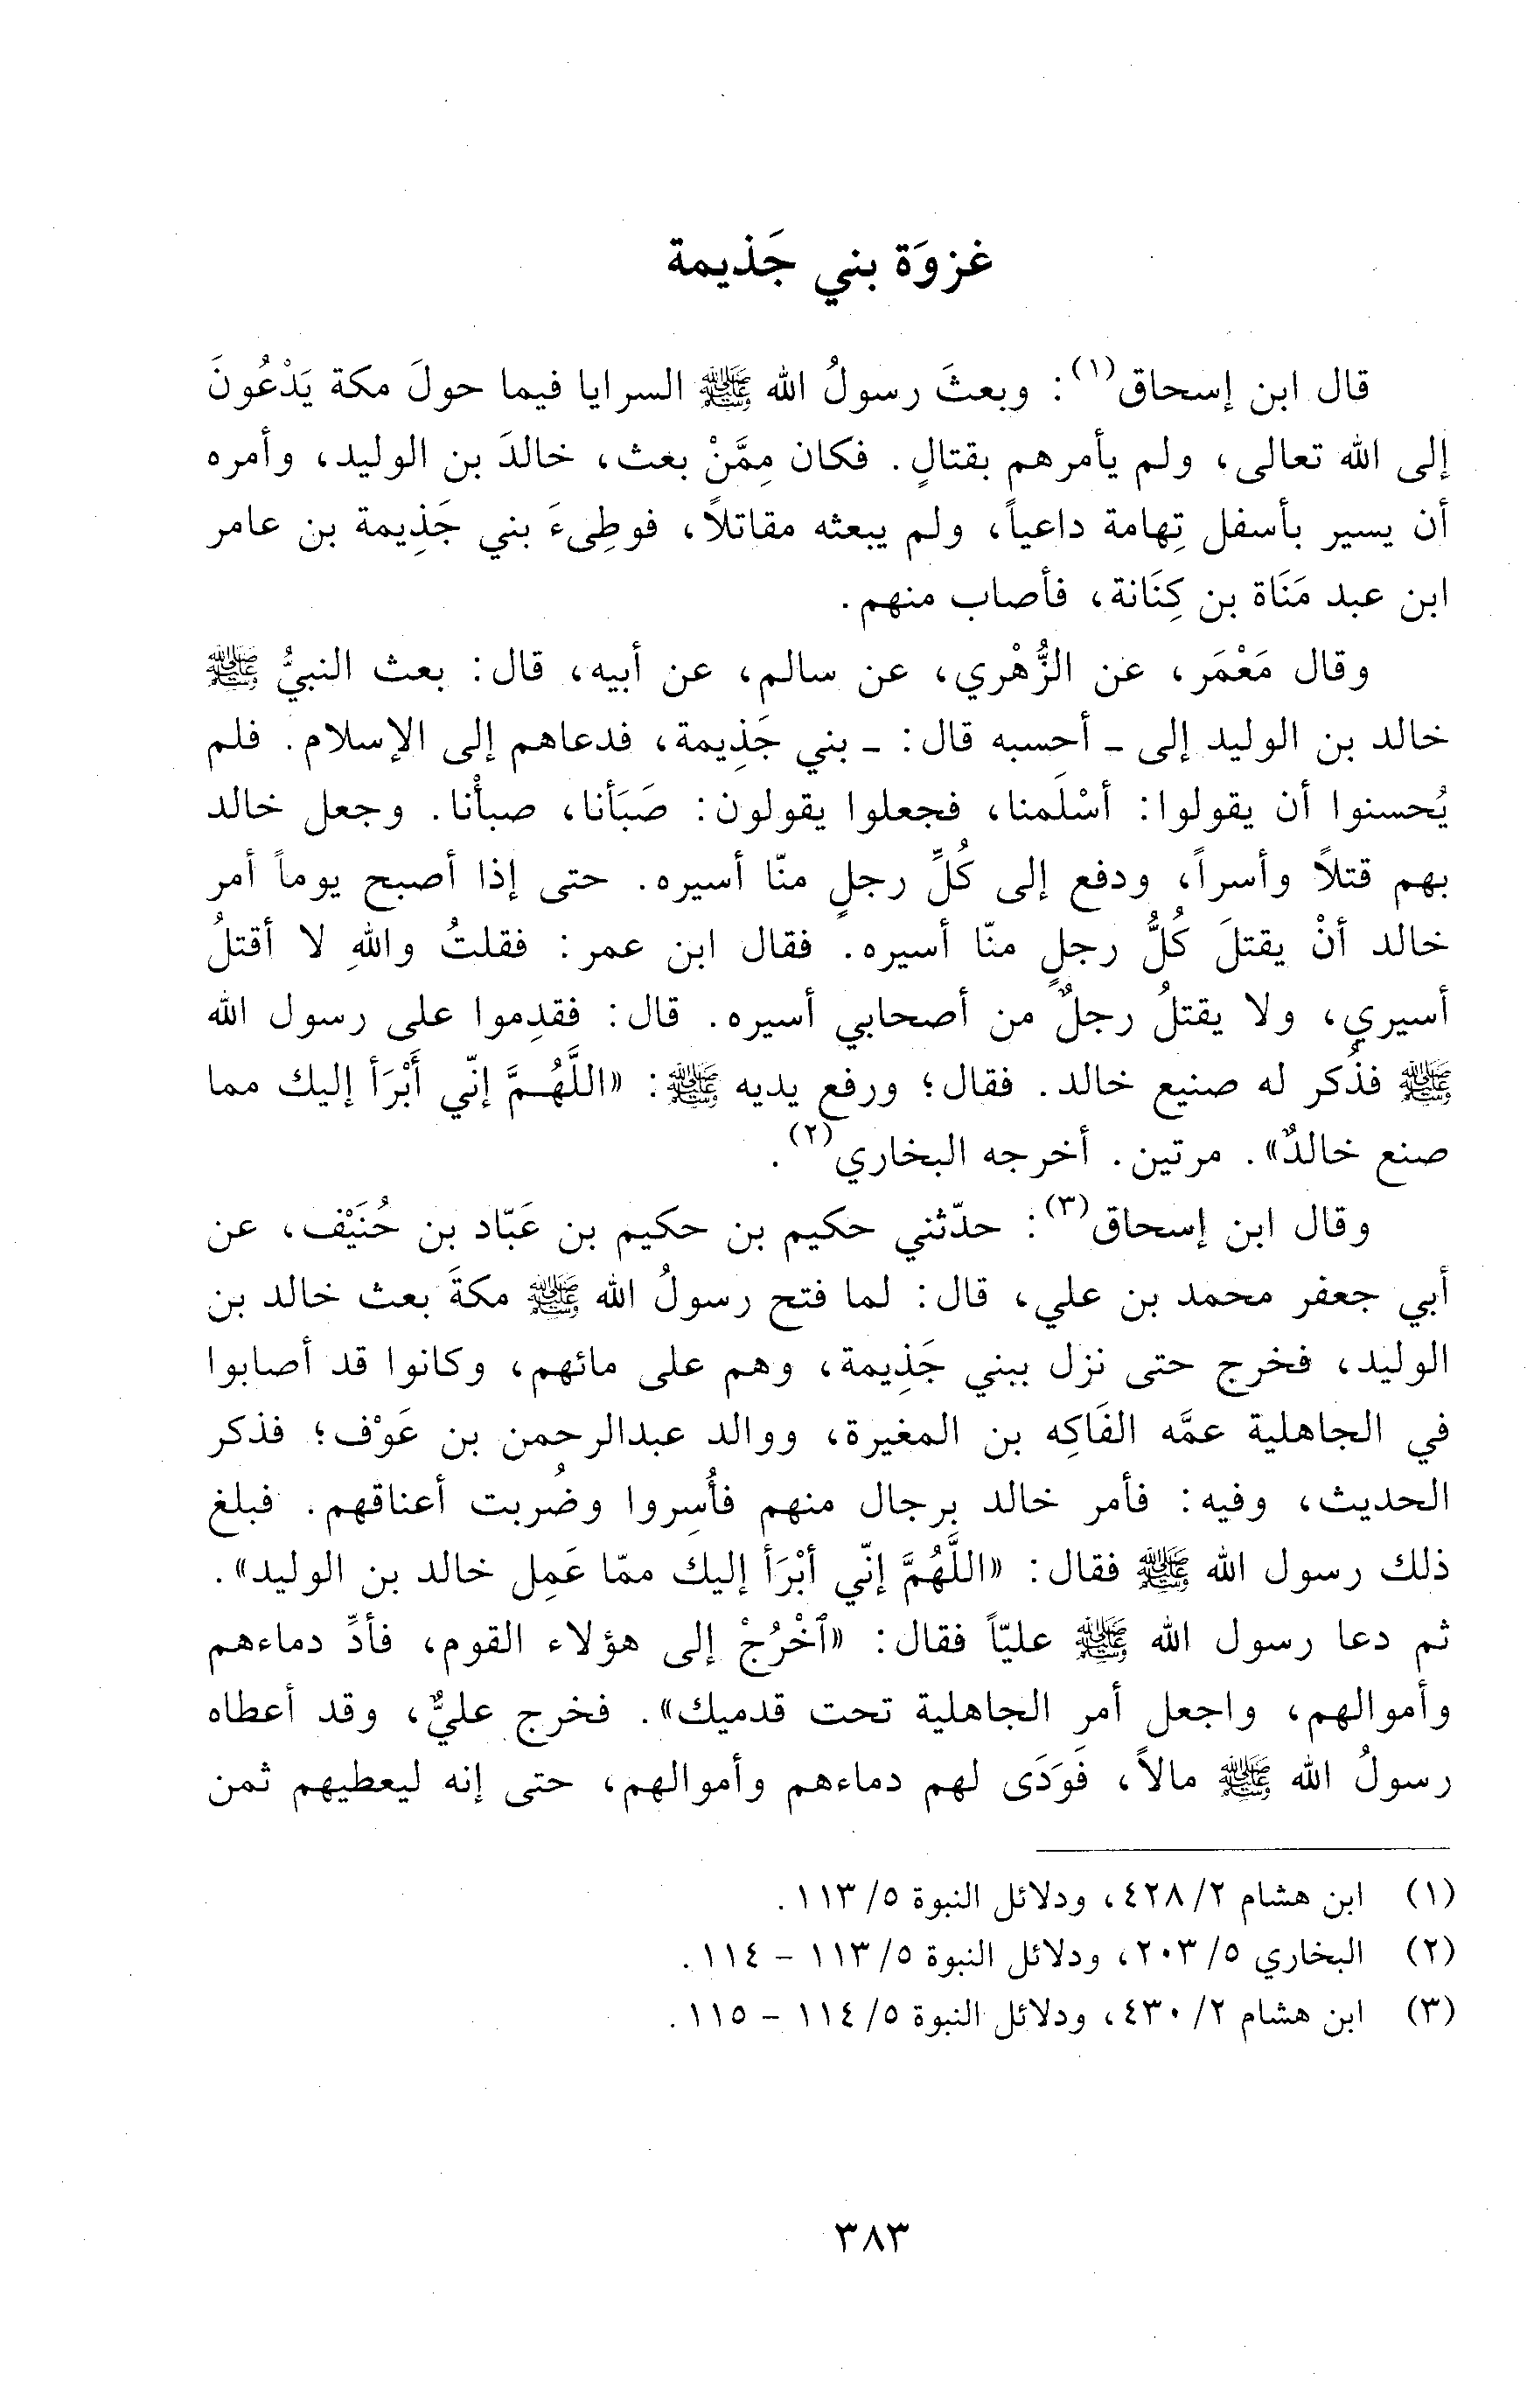 غزوَة بني جَذيمة
قال ابن إسحاق(١): وبعثَ رسولُ الله ﷺ السرايا فيما حولَ مكة يَدْعُونَ
إلى الله تعالى، ولم يأمرهم بقتالٍ. فكان مِمَّنْ بعث، خالدَ بن الوليد، وأمره
أن يسير بأسفل تِهامة داعياً، ولم يبعثه مقاتلاً، فوطِىءَ بني جَذِيمة بن عامر
ابن عبد مَنَاة بن كِنَانة، فأصاب منهم.
وقال مَعْمَر، عن الزُّهْري، عن سالم، عن أبيه، قال: بعث النبيُّ ﷺ
خالد بن الوليد إلى - أحسبه قال: - بني جَذِيمة، فدعاهم إلى الإسلام. فلم
يُحسنوا أن يقولوا: أسْلَمنا، فجعلوا يقولون: صَبَأنا، صبأْنا. وجعل خالد
بهم قتلاً وأسراً، ودفع إلى كُلِّ رجلٍ منّا أسيره. حتى إذا أصبح يوماً أمر
خالد أنْ يقتلَ كُلُّ رجلٍ منّا أسيره. فقال ابن عمر: فقلتُ واللهِ لا أقتلُ
أسيري، ولا يقتلُ رجلٌ من أصحابي أسيره. قال: فقدِموا على رسول الله
ﷺ فذُكر له صنيع خالد. فقال؛ ورفع يديه ﷺ: «اللَّهُمَّ إنّي أَبْرَأ إليك مما
صنع خالدٌ». مرتين. أخرجه البخاري(٢).
وقال ابن إسحاق(٣): حدّثني حكيم بن حكيم بن عَبّاد بن حُنَيْف، عن
أبي جعفر محمد بن علي، قال: لما فتح رسولُ الله ﷺ مكةَ بعث خالد بن
الوليد، فخرج حتى نزل ببني جَذِيمة، وهم على مائهم، وكانوا قد أصابوا
في الجاهلية عمَّه الفَاكِه بن المغيرة، ووالد عبدالرحمن بن عَوْف؛ فذكر
الحديث، وفيه: فأمر خالد برجال منهم فأُسِروا وضُربت أعناقهم. فبلغ
ذلك رسول الله ﷺ فقال: «اللَّهُمَّ إنّي أبْرَأ إليك ممّا عَمِل خالد بن الوليد».
ثم دعا رسول الله ﷺ عليّاً فقال: «ٱخْرُجْ إلى هؤلاء القوم، فأدِّ دماءهم
وأموالهم، واجعل أمر الجاهلية تحت قدميك». فخرج عليٌّ، وقد أعطاه
رسولُ الله ﷺ مالاً، فَوَدَى لهم دماءهم وأموالهم، حتى إنه ليعطيهم ثمن
(١) ابن هشام ٢/ ٤٢٨، ودلائل النبوة ٥/ ١١٣.
(٢) البخاري ٥/ ٢٠٣، ودلائل النبوة ٥/ ١١٣ - ١١٤.
(٣) ابن هشام ٢/ ٤٣٠، ودلائل النبوة ٥/ ١١٤ - ١١٥.
٣٨٣